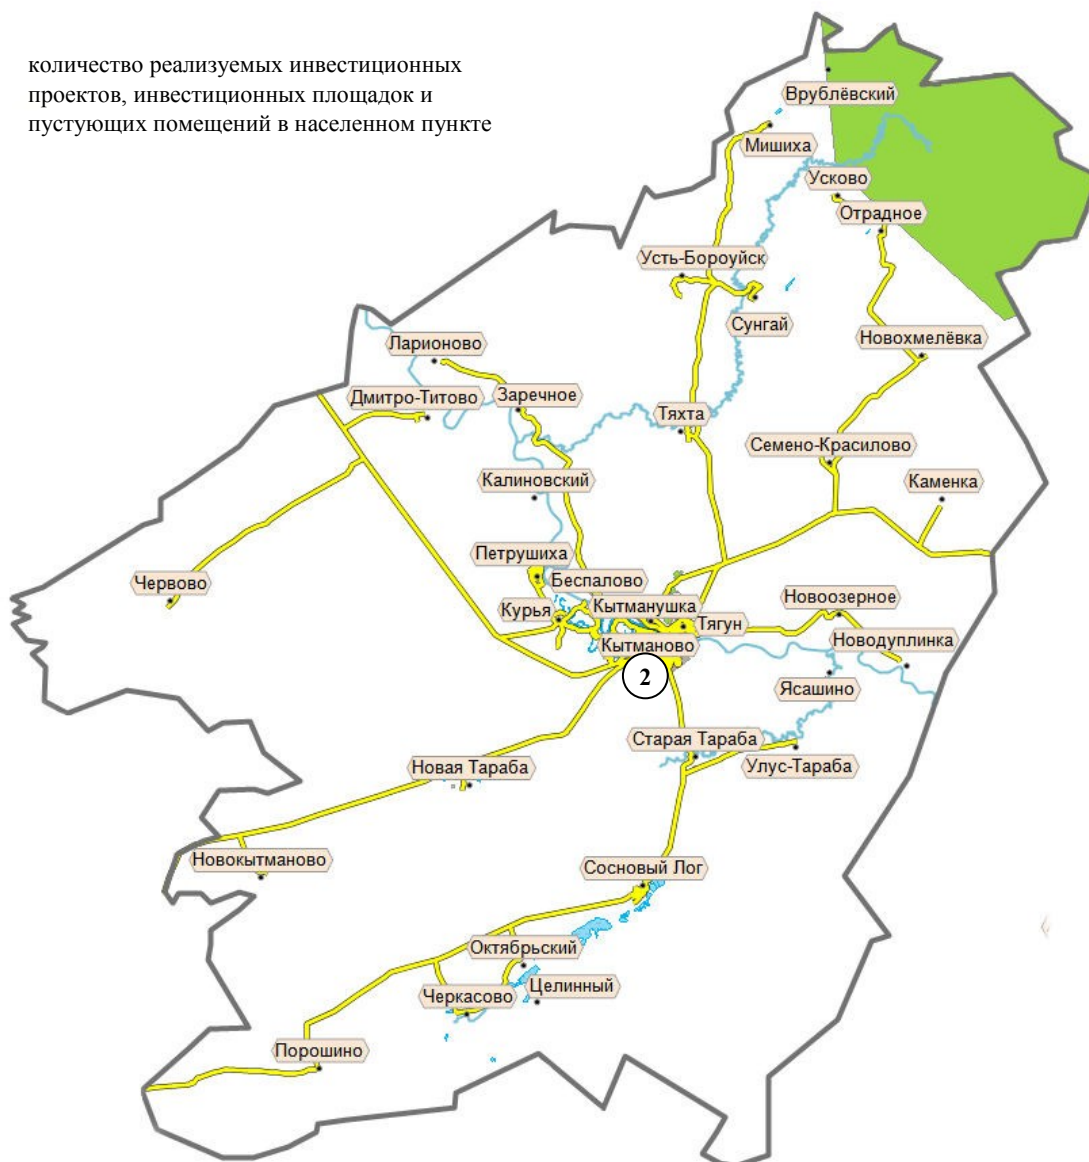 количество реализуемых инвестиционных
проектов, инвестиционных площадок и
пустующих помещений в населенном пункте
Врублёвский
Мишиха
Усково
Отрадное
Усть-Бороуйск
Сунгай
Новохмелёвка
Ларионово
Дмитро-Титово
Заречное
Тяхта
Семено-Красилово
Калиновский
Каменка
Петрушиха
Беспалово
Червово
Курья
Кытманушка
Тягун
Новоозерное
Новодуплинка
Кытманово
2
Ясашино
Старая Тараба
Улус-Тараба
Новая Тараба
Новокытманово
Сосновый Лог
Октябрьский
Целинный
Черкасово
Порошино